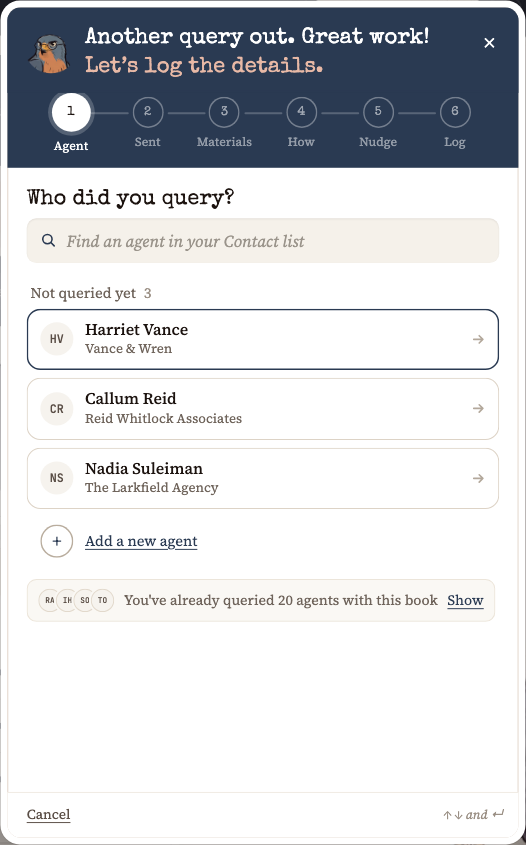 Another query out. Great work!
Let's log the details.
×
1
2
3
4
5
6
Agent
Sent
Materials
How
Nudge
Log
Who did you query?
Find an agent in your Contact list
Not queried yet 3
HV
Harriet Vance
Vance & Wren
→
CR
Callum Reid
Reid Whitlock Associates
→
NS
Nadia Suleiman
The Larkfield Agency
→
+ Add a new agent
RA IH SO TO You've already queried 20 agents with this book Show
Cancel
↑↓ and ↵